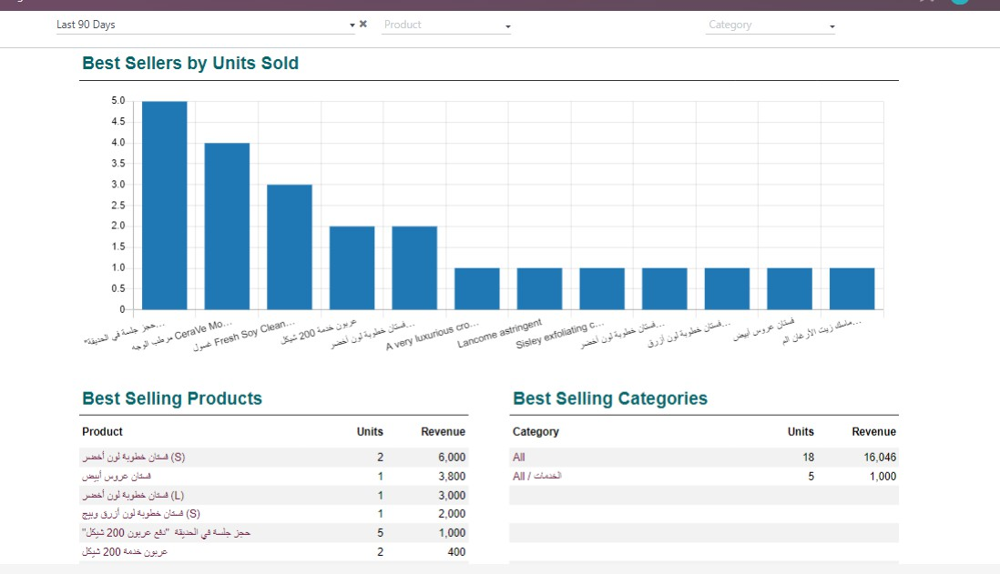 Last 90 Days
Product
Category
Best Sellers by Units Sold
5.0
4.5
4.0
3.5
3.0
2.5
2.0
1.5
1.0
0.5
0
حجز جلسة في الحديقة "...
CeraVe Mo... مرطب الوجه
Fresh Soy Clean... غسول
عربون خدمة 200 شيكل
فستان خطوبة لون أخضر...
A very luxurious cro...
Lancome astringent
Sisley exfoliating c...
فستان خطوبة لون أخضر...
فستان خطوبة لون أزرق...
فستان عروس أبيض
ماسك زيت الأرغان الم...
Best Selling Products
Product Units Revenue
فستان خطوبة لون أخضر (S) 2 6,000
فستان عروس أبيض 1 3,800
فستان خطوبة لون أخضر (L) 1 3,000
فستان خطوبة لون أزرق وبيج (S) 1 2,000
حجز جلسة في الحديقة "دفع عربون 200 شيكل" 5 1,000
عربون خدمة 200 شيكل 2 400
Best Selling Categories
Category Units Revenue
All 18 16,046
All / الخدمات 5 1,000